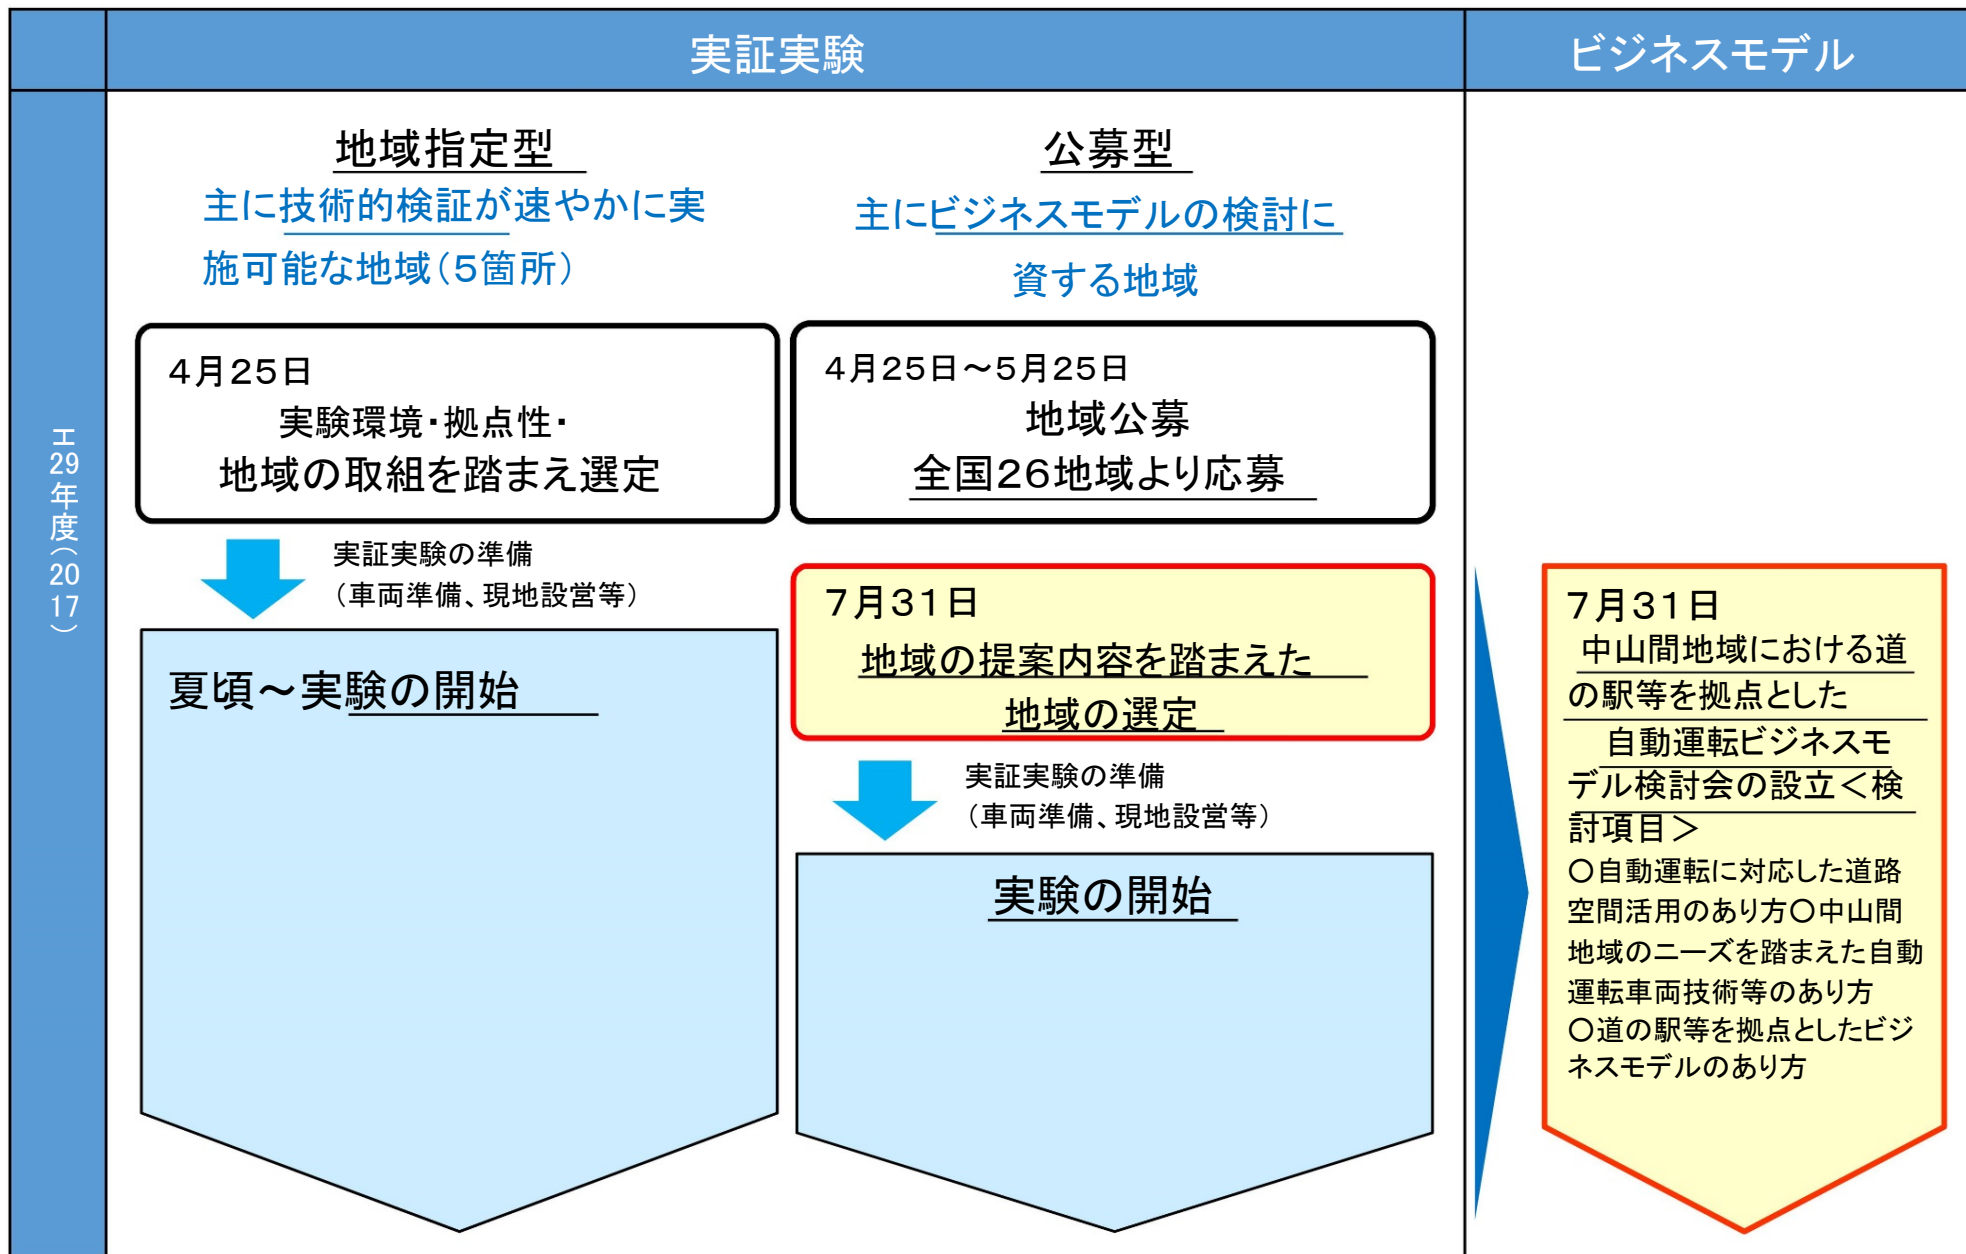 実証実験
ビジネスモデル
エ29年度(2017)
地域指定型
主に技術的検証が速やかに実
施可能な地域(5箇所)
4月25日
実験環境・拠点性・
地域の取組を踏まえ選定
実証実験の準備
(車両準備、現地設営等)
夏頃～実験の開始
公募型
主にビジネスモデルの検討に
資する地域
4月25日～5月25日
地域公募
全国26地域より応募
7月31日
地域の提案内容を踏まえた
地域の選定
実証実験の準備
(車両準備、現地設営等)
実験の開始
7月31日
中山間地域における道
の駅等を拠点とした
自動運転ビジネスモ
デル検討会の設立＜検
討項目＞
○自動運転に対応した道路
空間活用のあり方○中山間
地域のニーズを踏まえた自動
運転車両技術等のあり方
○道の駅等を拠点としたビジ
ネスモデルのあり方